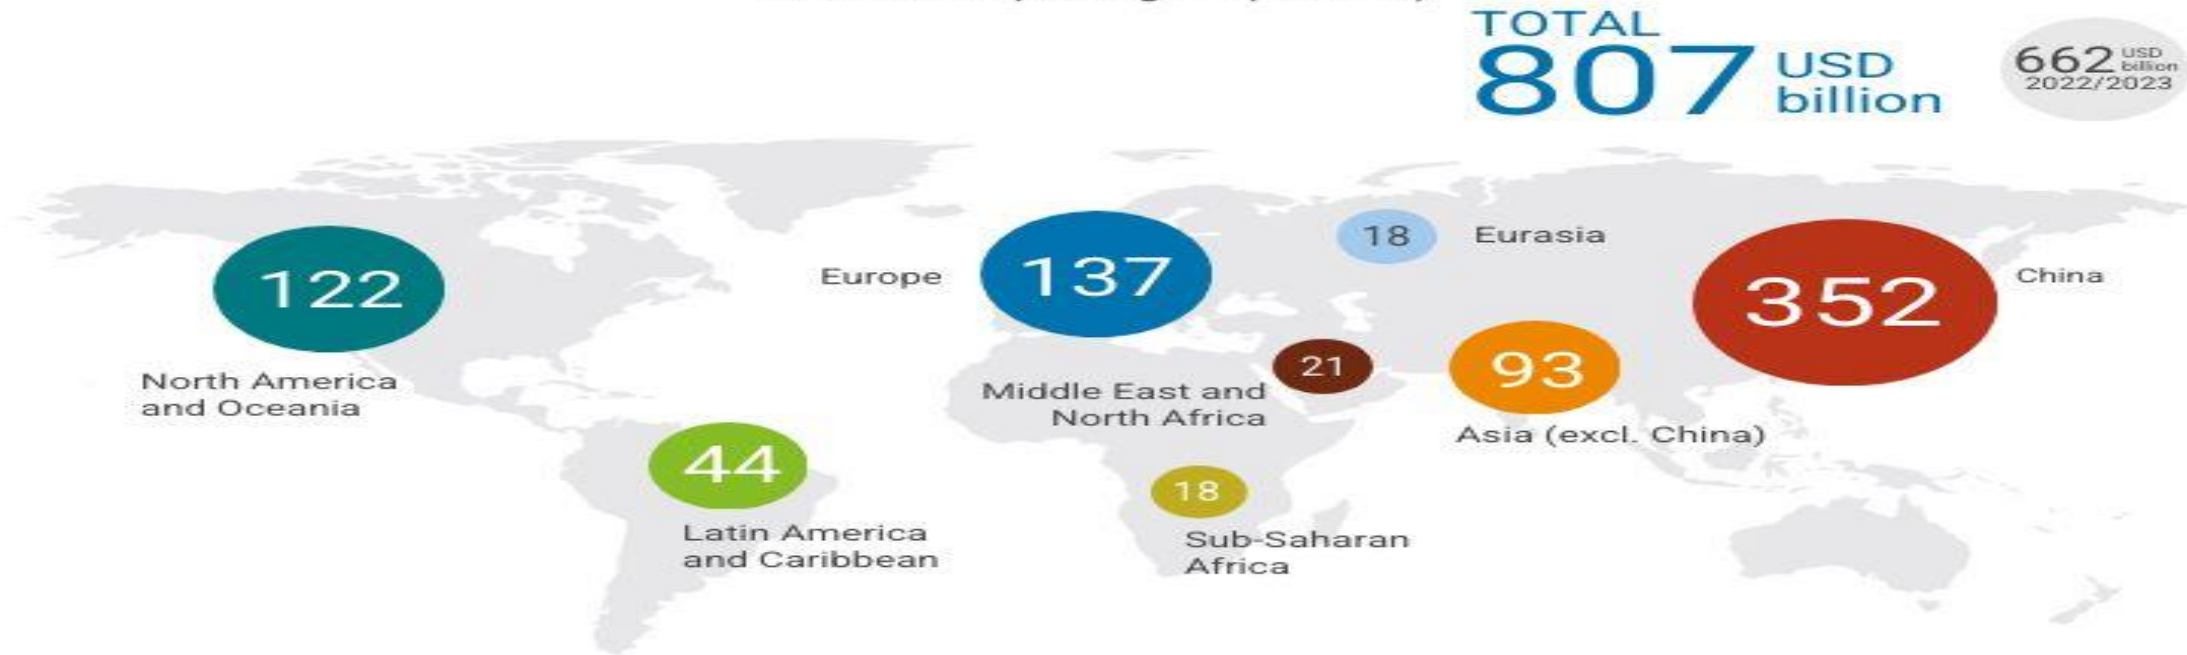 TOTAL
807 USD billion
662 USD billion
2022/2023
122
North America
and Oceania
Europe
137
18
Eurasia
352
China
21
Middle East and
North Africa
93
Asia (excl. China)
44
Latin America
and Caribbean
18
Sub-Saharan
Africa